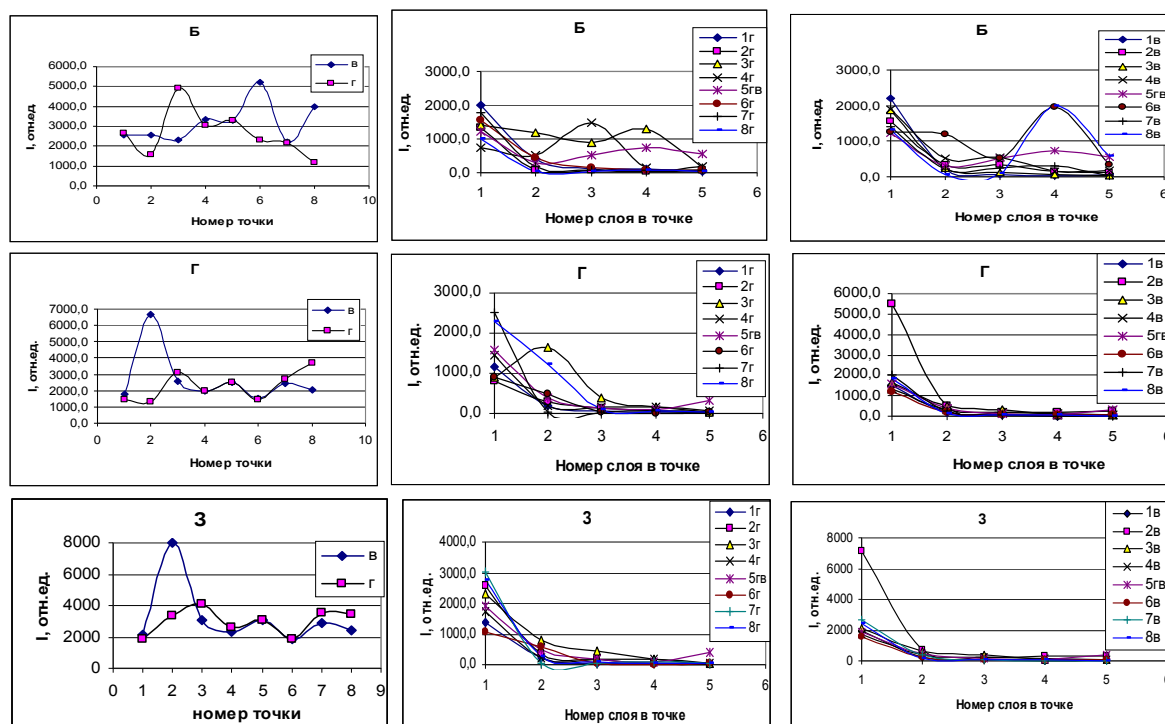 Б
I, отн.ед.
6000,0
5000,0
4000,0
3000,0
2000,0
1000,0
0,0
0 2 4 6 8 10
Номер точки
в
г
Б
I, отн.ед.
3000,0
2000,0
1000,0
0,0
1 2 3 4 5 6
Номер слоя в точке
1г
2г
3г
4г
5гв
6г
7г
8г
Б
I, отн.ед.
3000,0
2000,0
1000,0
0,0
1 2 3 4 5 6
Номер слоя в точке
1в
2в
3в
4в
5гв
6в
7в
8в
Г
I, отн.ед.
7000,0
6000,0
5000,0
4000,0
3000,0
2000,0
1000,0
0,0
0 2 4 6 8 10
Номер точки
в
г
Г
I, отн.ед.
3000,0
2000,0
1000,0
0,0
1 2 3 4 5 6
Номер слоя в точке
1г
2г
3г
4г
5гв
6г
7г
8г
Г
I, отн.ед.
6000,0
5000,0
4000,0
3000,0
2000,0
1000,0
0,0
1 2 3 4 5 6
Номер слоя в точке
1в
2в
3в
4в
5гв
6в
7в
8в
З
I, отн.ед.
8000
6000
4000
2000
0
0 1 2 3 4 5 6 7 8 9
номер точки
в
г
З
I, отн.ед.
4000,0
3000,0
2000,0
1000,0
0,0
1 2 3 4 5 6
Номер слоя в точке
1г
2г
3г
4г
5гв
6г
7г
8г
З
I, отн.ед.
8000
6000
4000
2000
0
1 2 3 4 5 6
Номер слоя в точке
1в
2в
3в
4в
5гв
6в
7в
8в